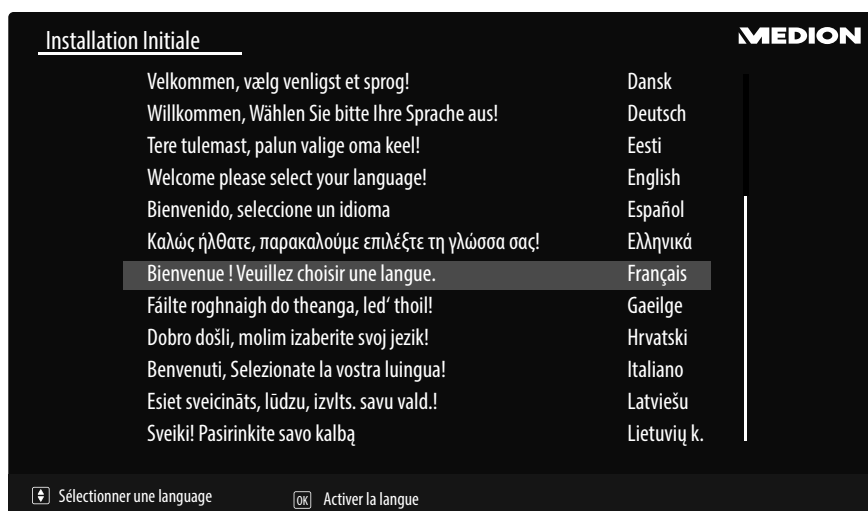 Installation Initiale MEDION
Velkommen, vælg venligst et sprog! Dansk
Willkommen, Wählen Sie bitte Ihre Sprache aus! Deutsch
Tere tulemast, palun valige oma keel! Eesti
Welcome please select your language! English
Bienvenido, seleccione un idioma Español
Καλώς ήλθατε, παρακαλούμε επιλέξτε τη γλώσσα σας! Ελληνικά
Bienvenue ! Veuillez choisir une langue. Français
Fáilte roghnaigh do theanga, led‘ thoil! Gaeilge
Dobro došli, molim izaberite svoj jezik! Hrvatski
Benvenuti, Selezionate la vostra luingua! Italiano
Esiet sveicināts, lūdzu, izvlts. savu vald.! Latviešu
Sveiki! Pasirinkite savo kalbą Lietuvių k.
Sélectionner une language OK Activer la langue